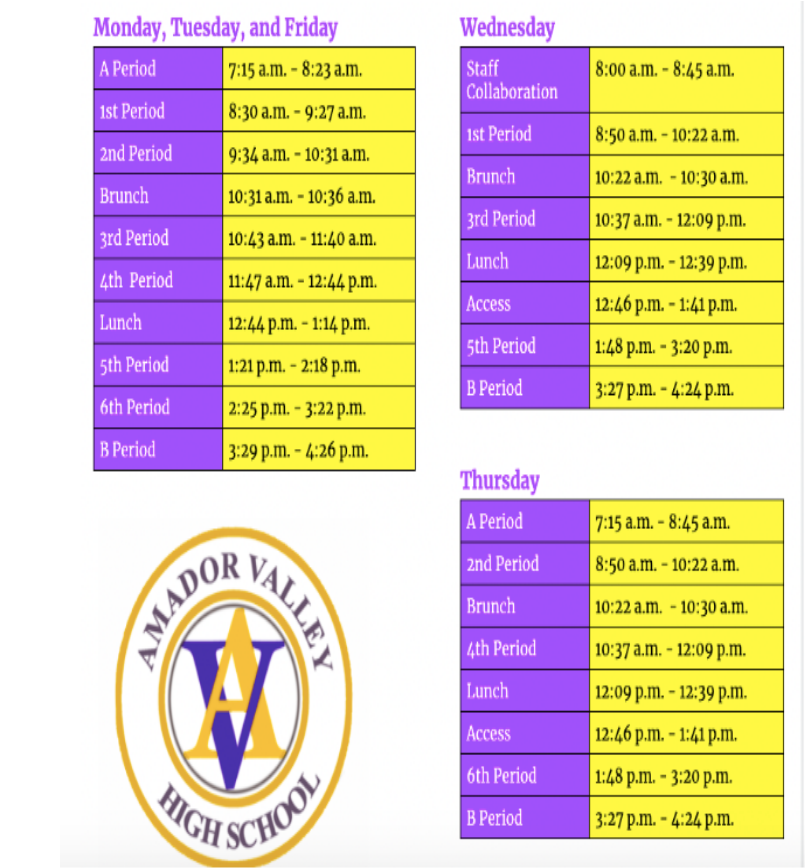 Monday, Tuesday, and Friday
A Period 7:15 a.m. - 8:23 a.m.
1st Period 8:30 a.m. - 9:27 a.m.
2nd Period 9:34 a.m. - 10:31 a.m.
Brunch 10:31 a.m. - 10:36 a.m.
3rd Period 10:43 a.m. - 11:40 a.m.
4th Period 11:47 a.m. - 12:44 p.m.
Lunch 12:44 p.m. - 1:14 p.m.
5th Period 1:21 p.m. - 2:18 p.m.
6th Period 2:25 p.m. - 3:22 p.m.
B Period 3:29 p.m. - 4:26 p.m.
Wednesday
Staff 8:00 a.m. - 8:45 a.m.
Collaboration
1st Period 8:50 a.m. - 10:22 a.m.
Brunch 10:22 a.m. - 10:30 a.m.
3rd Period 10:37 a.m. - 12:09 p.m.
Lunch 12:09 p.m. - 12:39 p.m.
Access 12:46 p.m. - 1:41 p.m.
5th Period 1:48 p.m. - 3:20 p.m.
B Period 3:27 p.m. - 4:24 p.m.
Thursday
A Period 7:15 a.m. - 8:45 a.m.
2nd Period 8:50 a.m. - 10:22 a.m.
Brunch 10:22 a.m. - 10:30 a.m.
4th Period 10:37 a.m. - 12:09 p.m.
Lunch 12:09 p.m. - 12:39 p.m.
Access 12:46 p.m. - 1:41 p.m.
6th Period 1:48 p.m. - 3:20 p.m.
B Period 3:27 p.m. - 4:24 p.m.
AMADOR VALLEY
AV
HIGH SCHOOL